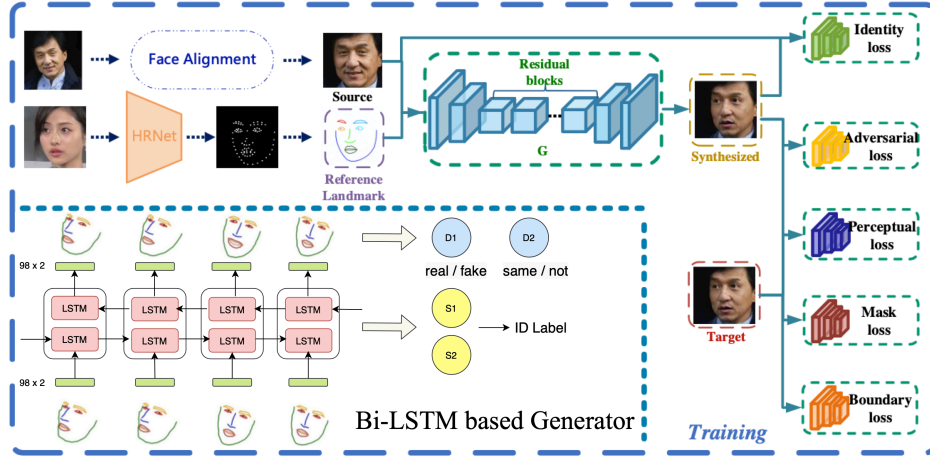 Face Alignment
Source
HRNet
Reference
Landmark
Residual
blocks
G
Synthesized
Target
Identity
loss
Adversarial
loss
Perceptual
loss
Mask
loss
Boundary
loss
Training
98 x 2
LSTM
LSTM
LSTM
LSTM
LSTM
LSTM
LSTM
LSTM
98 x 2
D1
D2
real / fake
same / not
S1
S2
ID Label
Bi-LSTM based Generator